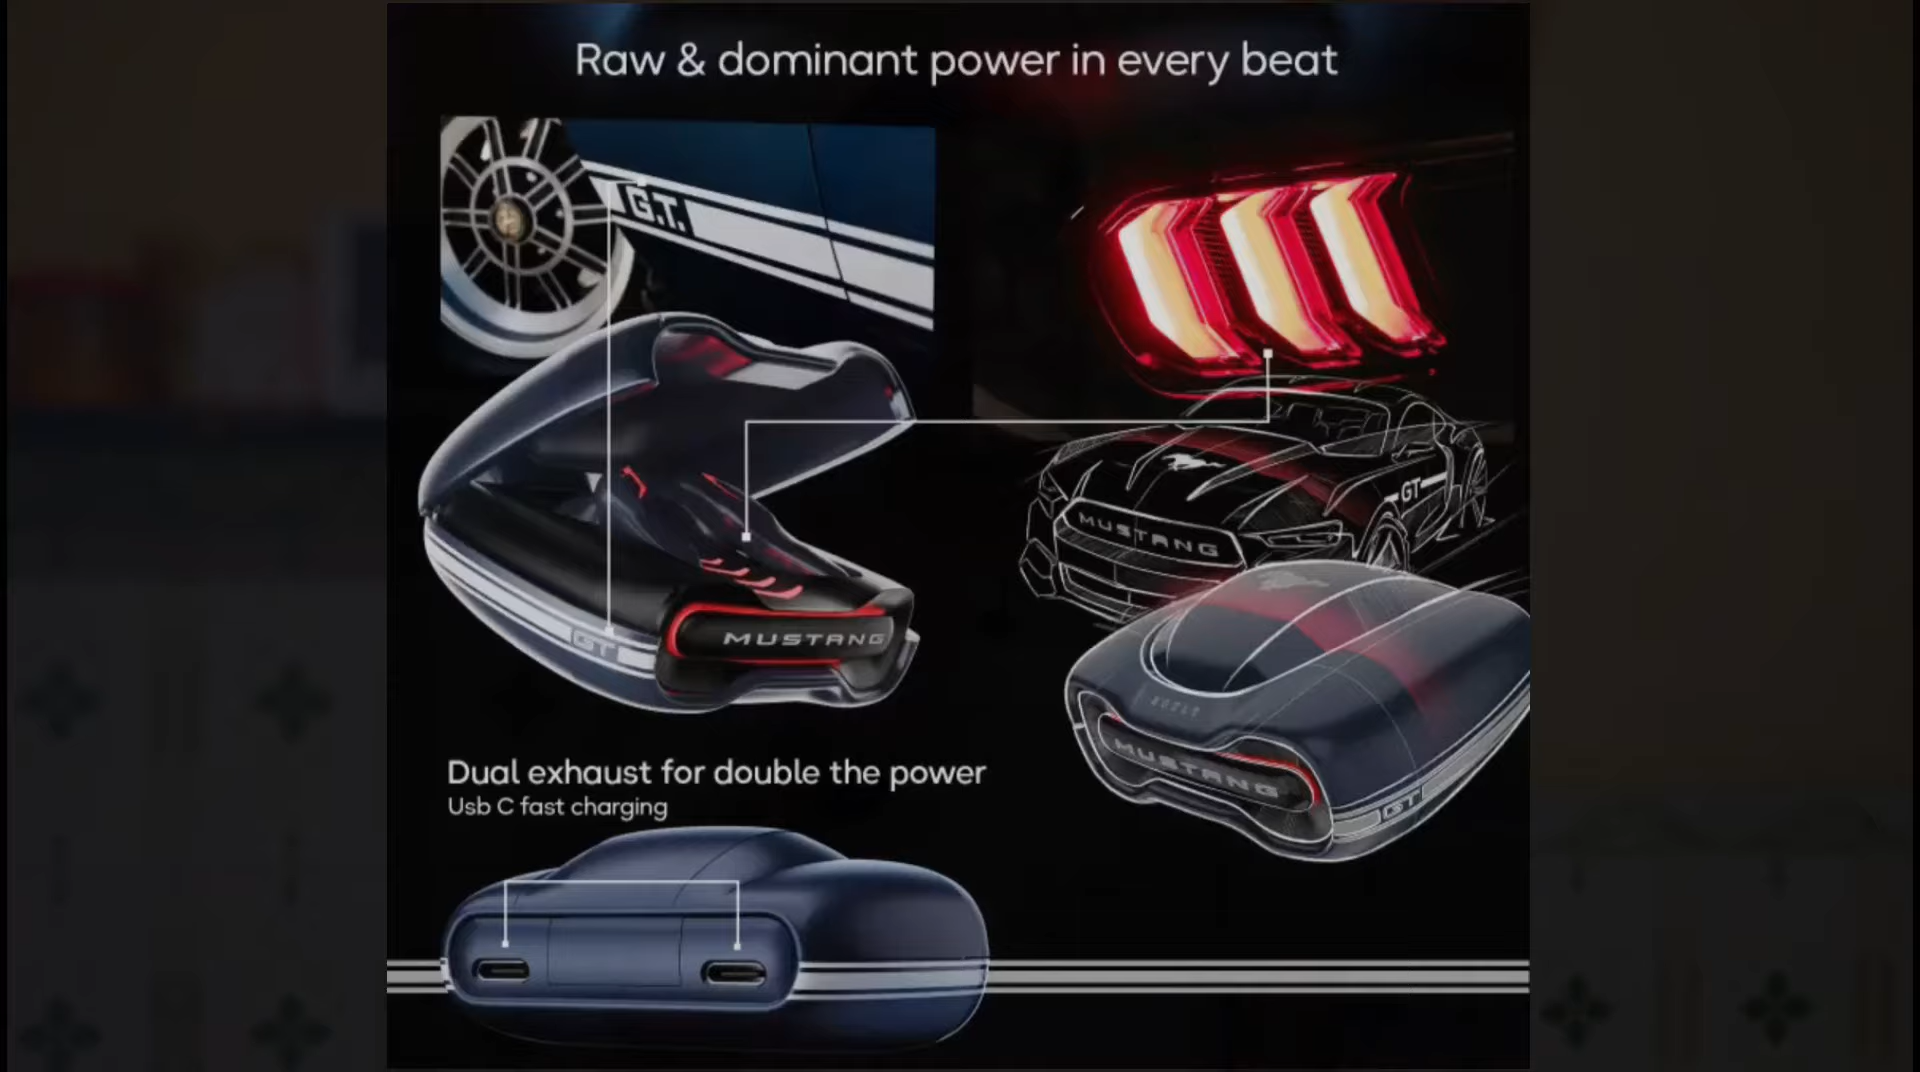 Raw & dominant power in every beat
G.T.
GT
MUSTANG
GT
MUSTANG
BOULT
MUSTANG
GT
Dual exhaust for double the power
Usb C fast charging